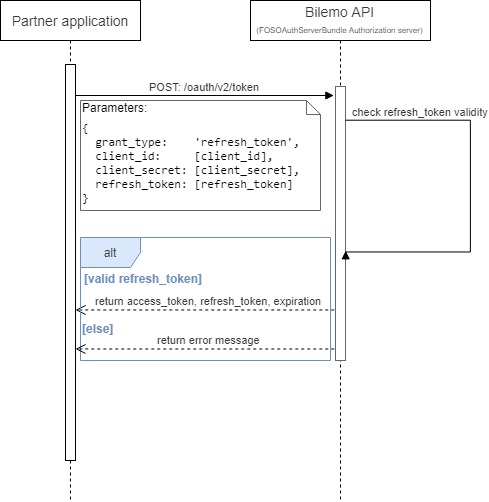 Partner application
Bilemo API
(FOSOAuthServerBundle Authorization server)
POST: /oauth/v2/token
Parameters:
{
grant_type: 'refresh_token',
client_id: [client_id],
client_secret: [client_secret],
refresh_token: [refresh_token]
}
check refresh_token validity
alt
[valid refresh_token]
return access_token, refresh_token, expiration
[else]
return error message